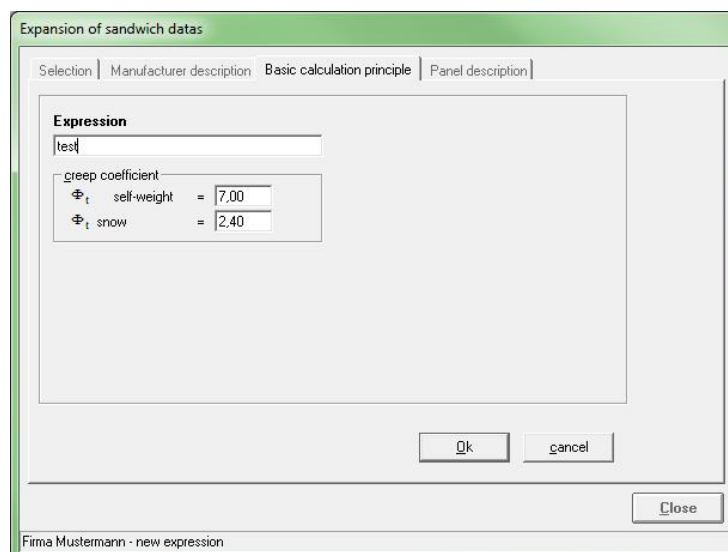 Expansion of sandwich datas
Selection Manufacturer description Basic calculation principle Panel description
Expression
test
creep coefficient
Φt self-weight = 7,00
Φt snow = 2,40
Ok cancel
Close
Firma Mustermann - new expression